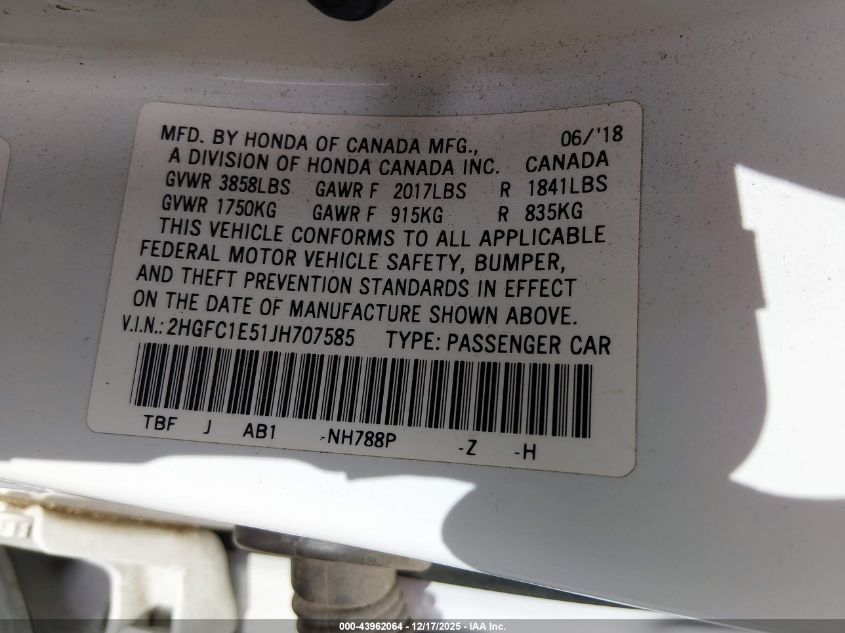 MFD. BY HONDA OF CANADA MFG., 06/'18
A DIVISION OF HONDA CANADA INC. CANADA
GVWR 3858LBS GAWR F 2017LBS R 1841LBS
GVWR 1750KG GAWR F 915KG R 835KG
THIS VEHICLE CONFORMS TO ALL APPLICABLE
FEDERAL MOTOR VEHICLE SAFETY, BUMPER,
AND THEFT PREVENTION STANDARDS IN EFFECT
ON THE DATE OF MANUFACTURE SHOWN ABOVE.
V.I.N.: 2HGFC1E51JH707585 TYPE: PASSENGER CAR
TBF J AB1 -NH788P -Z -H
000-43962064 - 12/17/2025 - IAA Inc.